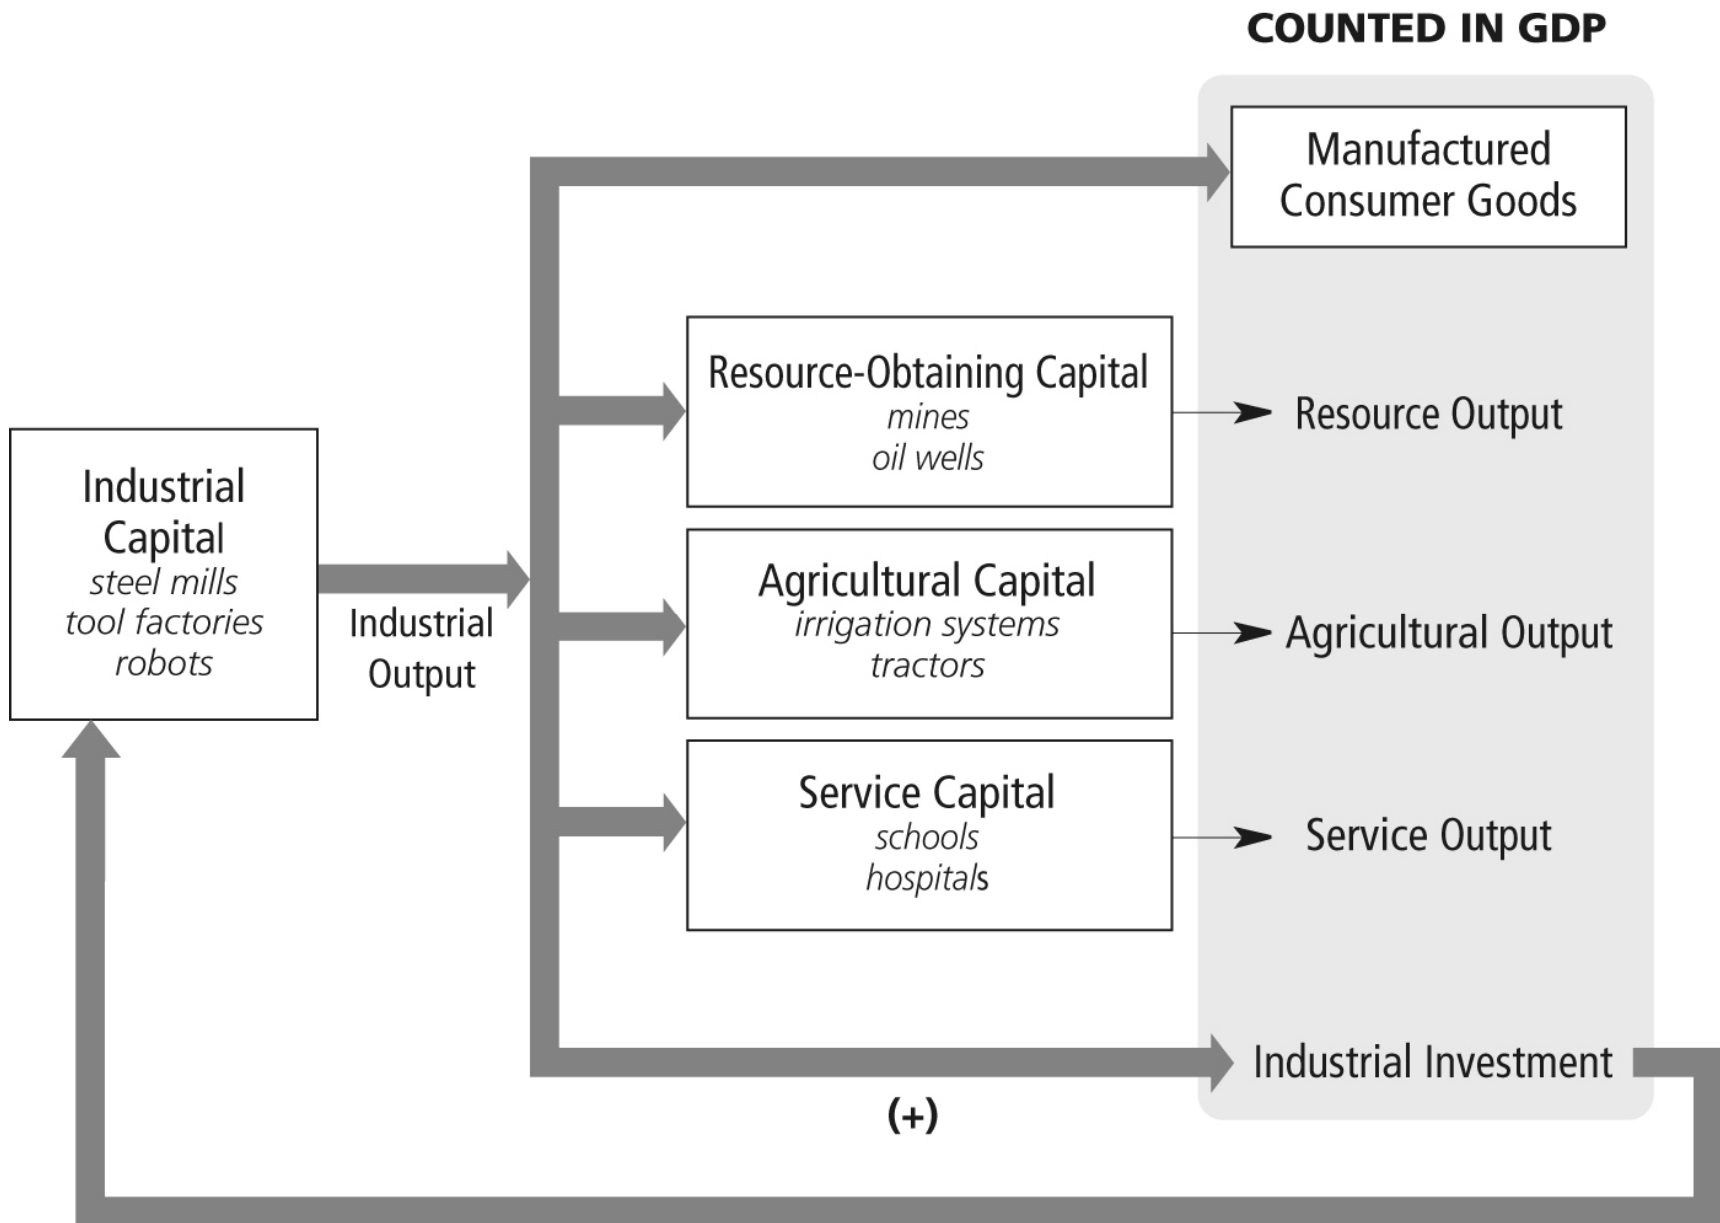 COUNTED IN GDP
Manufactured
Consumer Goods
Resource-Obtaining Capital
mines
oil wells
Resource Output
Industrial
Capital
steel mills
tool factories
robots
Industrial
Output
Agricultural Capital
irrigation systems
tractors
Agricultural Output
Service Capital
schools
hospitals
Service Output
Industrial Investment
(+)